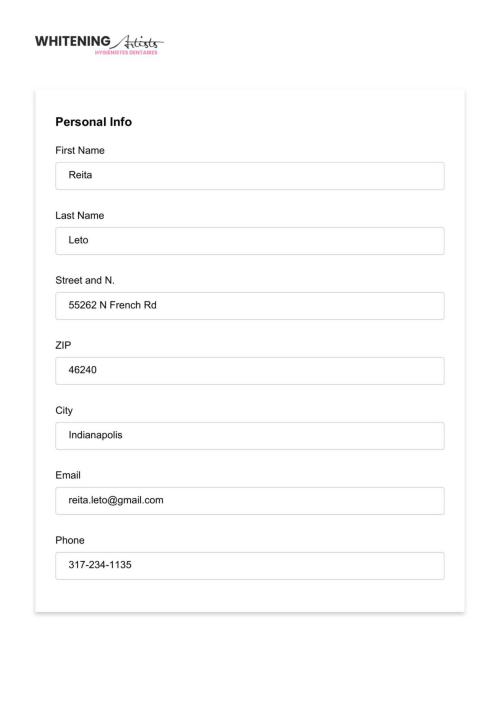 WHITENING Artists
HYGIÉNISTES DENTAIRES
Personal Info
First Name
Reita
Last Name
Leto
Street and N.
55262 N French Rd
ZIP
46240
City
Indianapolis
Email
reita.leto@gmail.com
Phone
317-234-1135